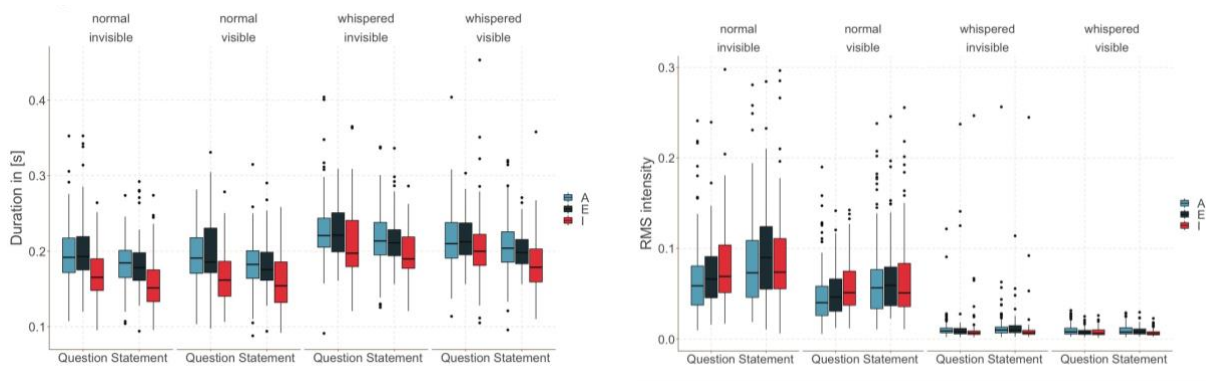 normal normal whispered whispered
invisible visible invisible visible
Duration in [s]
0.4
0.3
0.2
0.1
Question Statement Question Statement Question Statement Question Statement
A
E
I
normal normal whispered whispered
invisible visible invisible visible
RMS intensity
0.3
0.2
0.1
0.0
Question Statement Question Statement Question Statement Question Statement
A
E
I